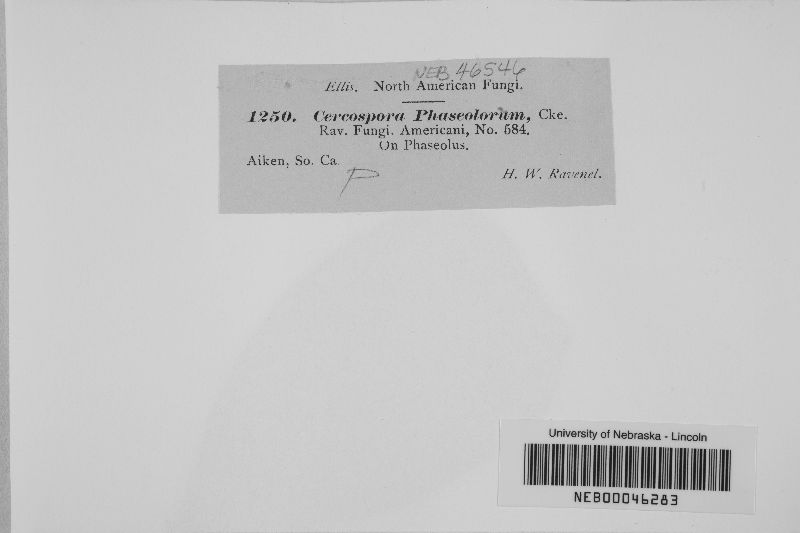 NEB 46546
Ellis. North American Fungi.
1250. Cercospora Phaseolorum, Cke.
Rav. Fungi. Americani, No. 584.
On Phaseolus.
Aiken, So. Ca.
P
H. W. Ravenel.
University of Nebraska - Lincoln
NEB00046283